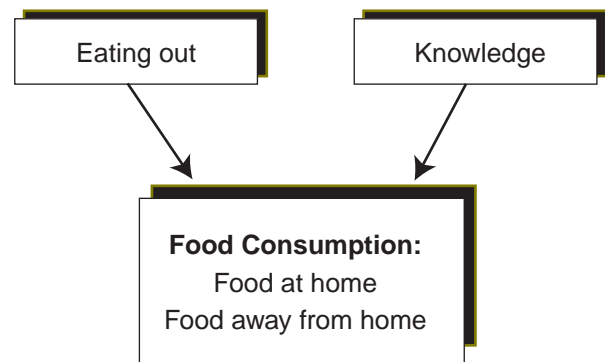 Eating out
Knowledge
Food Consumption:
Food at home
Food away from home